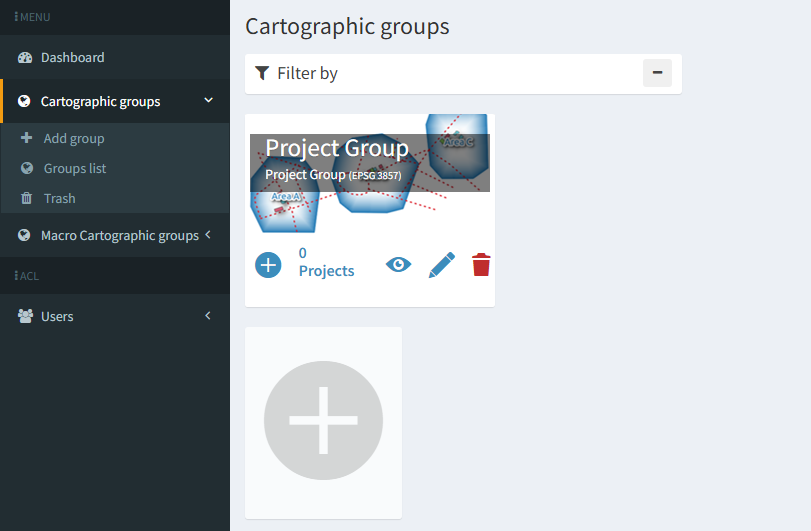 MENU
Dashboard
Cartographic groups
Add group
Groups list
Trash
Macro Cartographic groups
ACL
Users
Cartographic groups
Filter by
Project Group
Project Group (EPSG 3857)
Area C
Area A
0
Projects